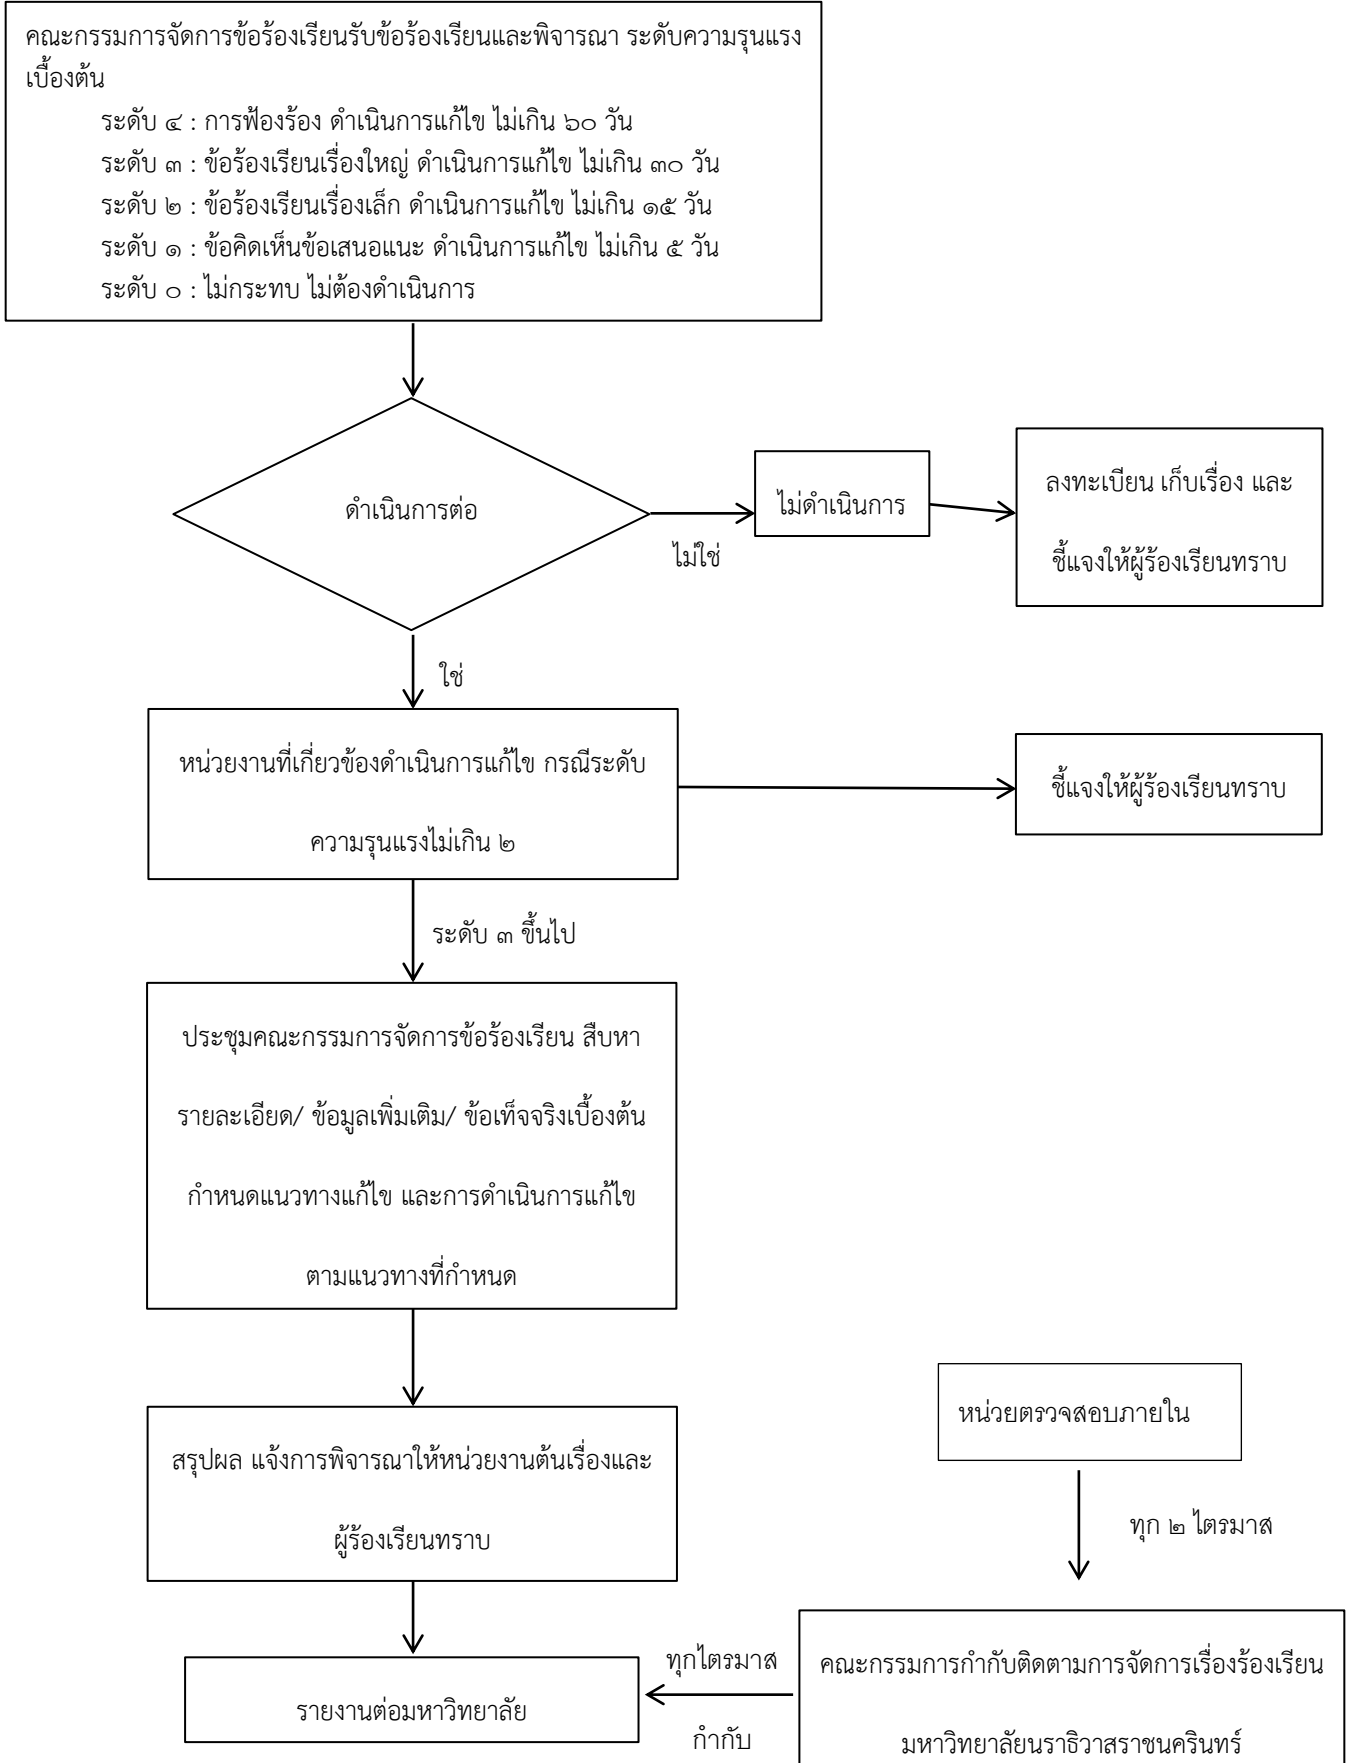 คณะกรรมการจัดการข้อร้องเรียนรับข้อร้องเรียนและพิจารณา ระดับความรุนแรง
เบื้องต้น
ระดับ ๔ : การฟ้องร้อง ดำเนินการแก้ไข ไม่เกิน ๖๐ วัน
ระดับ ๓ : ข้อร้องเรียนเรื่องใหญ่ ดำเนินการแก้ไข ไม่เกิน ๓๐ วัน
ระดับ ๒ : ข้อร้องเรียนเรื่องเล็ก ดำเนินการแก้ไข ไม่เกิน ๑๕ วัน
ระดับ ๑ : ข้อคิดเห็นข้อเสนอแนะ ดำเนินการแก้ไข ไม่เกิน ๕ วัน
ระดับ ๐ : ไม่กระทบ ไม่ต้องดำเนินการ
ดำเนินการต่อ
ไม่ใช่
ไม่ดำเนินการ
ลงทะเบียน เก็บเรื่อง และ
ชี้แจงให้ผู้ร้องเรียนทราบ
ใช่
หน่วยงานที่เกี่ยวข้องดำเนินการแก้ไข กรณีระดับ
ความรุนแรงไม่เกิน ๒
ชี้แจงให้ผู้ร้องเรียนทราบ
ระดับ ๓ ขึ้นไป
ประชุมคณะกรรมการจัดการข้อร้องเรียน สืบหา
รายละเอียด/ ข้อมูลเพิ่มเติม/ ข้อเท็จจริงเบื้องต้น
กำหนดแนวทางแก้ไข และการดำเนินการแก้ไข
ตามแนวทางที่กำหนด
สรุปผล แจ้งการพิจารณาให้หน่วยงานต้นเรื่องและ
ผู้ร้องเรียนทราบ
หน่วยตรวจสอบภายใน
ทุก ๒ ไตรมาส
คณะกรรมการกำกับติดตามการจัดการเรื่องร้องเรียน
มหาวิทยาลัยนราธิวาสราชนครินทร์
ทุกไตรมาส
กำกับ
รายงานต่อมหาวิทยาลัย